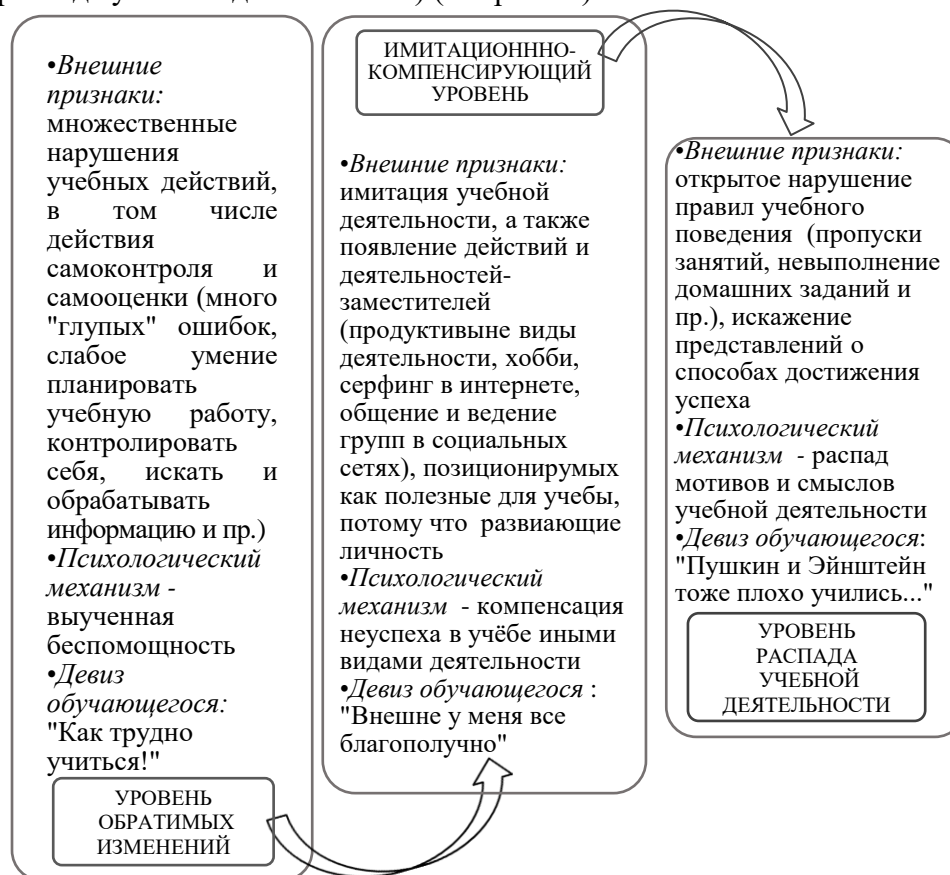 •Внешние
признаки:
множественные
нарушения
учебных действий,
в том числе
действия
самоконтроля и
самооценки (много
"глупых" ошибок,
слабое умение
планировать
учебную работу,
контролировать
себя, искать и
обрабатывать
информацию и пр.)
•Психологический
механизм -
выученная
беспомощность
•Девиз
обучающегося:
"Как трудно
учиться!"
УРОВЕНЬ
ОБРАТИМЫХ
ИЗМЕНЕНИЙ
ИМИТАЦИОНННО-
КОМПЕНСИРУЮЩИЙ
УРОВЕНЬ
•Внешние признаки:
имитация учебной
деятельности, а также
появление действий и
деятельностей-
заместителей
(продуктивыне виды
деятельности, хобби,
серфинг в интернете,
общение и ведение
групп в социальных
сетях), позиционирумых
как полезные для учебы,
потому что развиающие
личность
•Психологический
механизм - компенсация
неуспеха в учёбе иными
видами деятельности
•Девиз обучающегося :
"Внешне у меня все
благополучно"
•Внешние признаки:
открытое нарушение
правил учебного
поведения (пропуски
занятий, невыполнение
домашних заданий и
пр.), искажение
представлений о
способах достижения
успеха
•Психологический
механизм - распад
мотивов и смыслов
учебной деятельности
•Девиз обучающегося:
"Пушкин и Эйнштейн
тоже плохо учились..."
УРОВЕНЬ
РАСПАДА
УЧЕБНОЙ
ДЕЯТЕЛЬНОСТИ